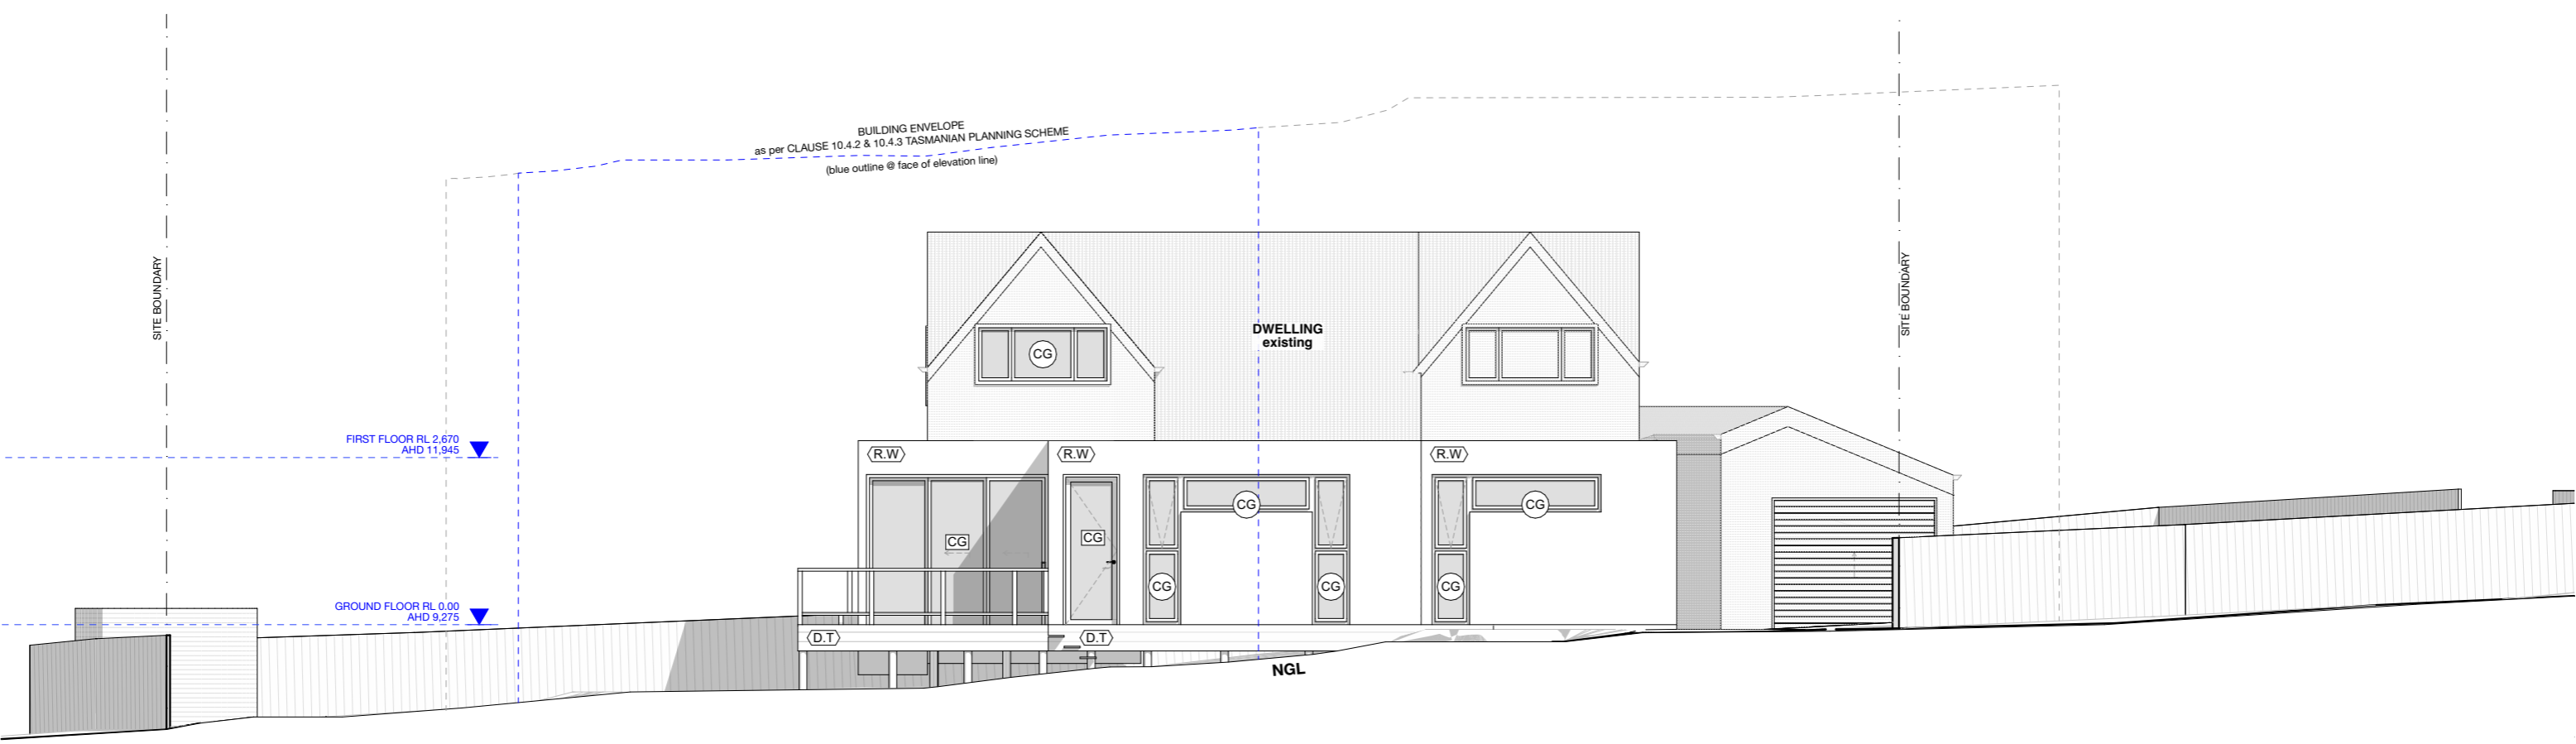 BUILDING ENVELOPE
as per CLAUSE 10.4.2 & 10.4.3 TASMANIAN PLANNING SCHEME
(blue outline @ face of elevation line)
SITE BOUNDARY
SITE BOUNDARY
DWELLING
existing
CG
FIRST FLOOR RL 2,670
AHD 11,945
R.W
R.W
R.W
CG
CG
CG
CG
CG
CG
CG
GROUND FLOOR RL 0.00
AHD 9,275
D.T
D.T
NGL